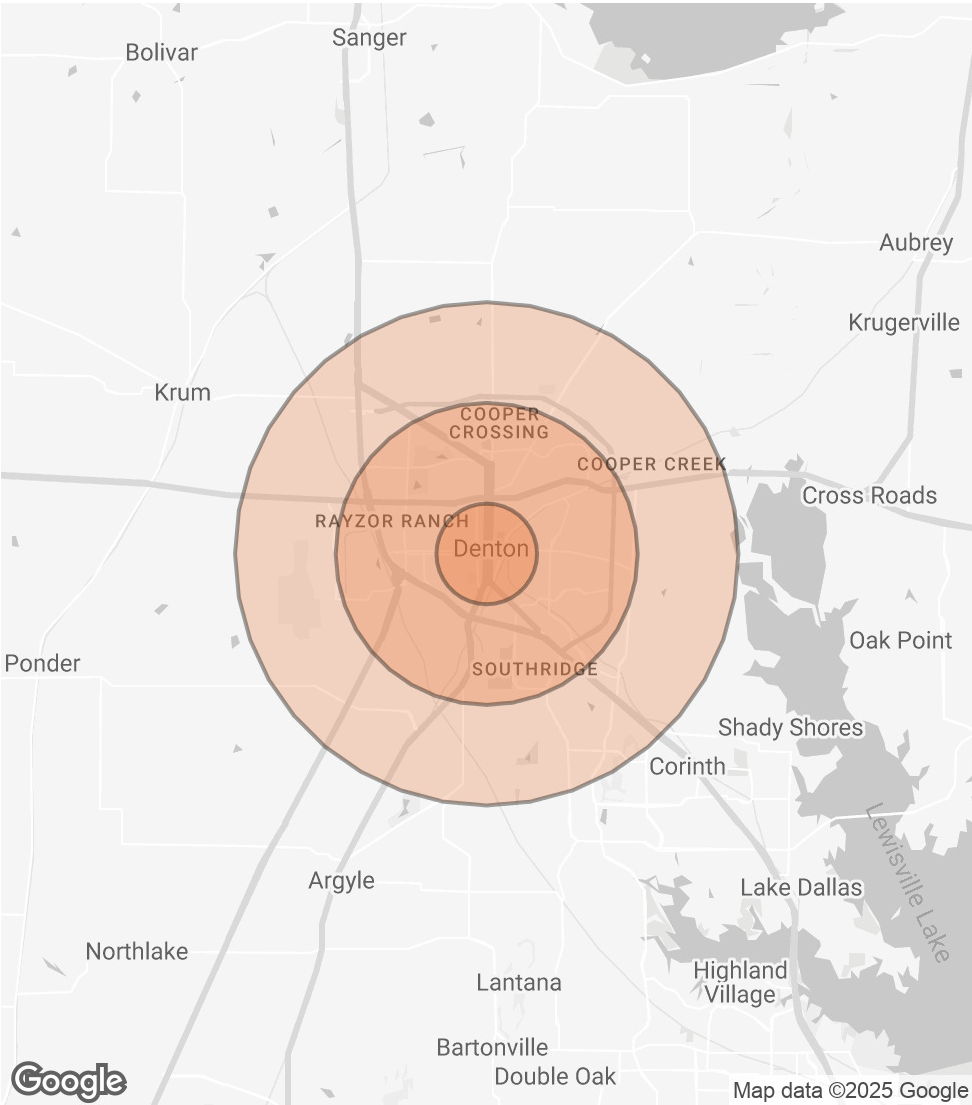 Sanger
Bolivar
Aubrey
Krugerville
Krum
COOPER
CROSSING
COOPER CREEK
Cross Roads
RAYZOR RANCH
Denton
Oak Point
Ponder
SOUTHRIDGE
Shady Shores
Corinth
Lewisville Lake
Argyle
Lake Dallas
Northlake
Highland
Village
Lantana
Bartonville
Double Oak
Google
Map data ©2025 Google